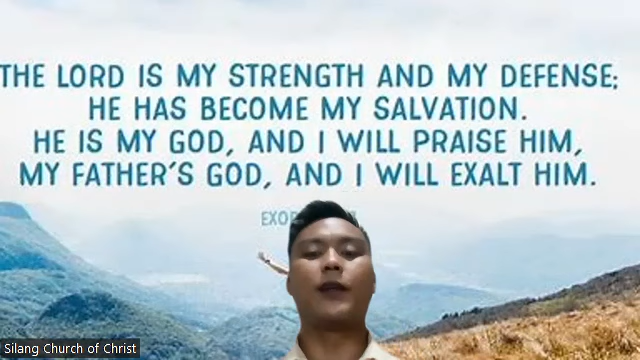 THE LORD IS MY STRENGTH AND MY DEFENSE;
HE HAS BECOME MY SALVATION.
HE IS MY GOD, AND I WILL PRAISE HIM,
MY FATHER'S GOD, AND I WILL EXALT HIM.
Silang Church of Christ